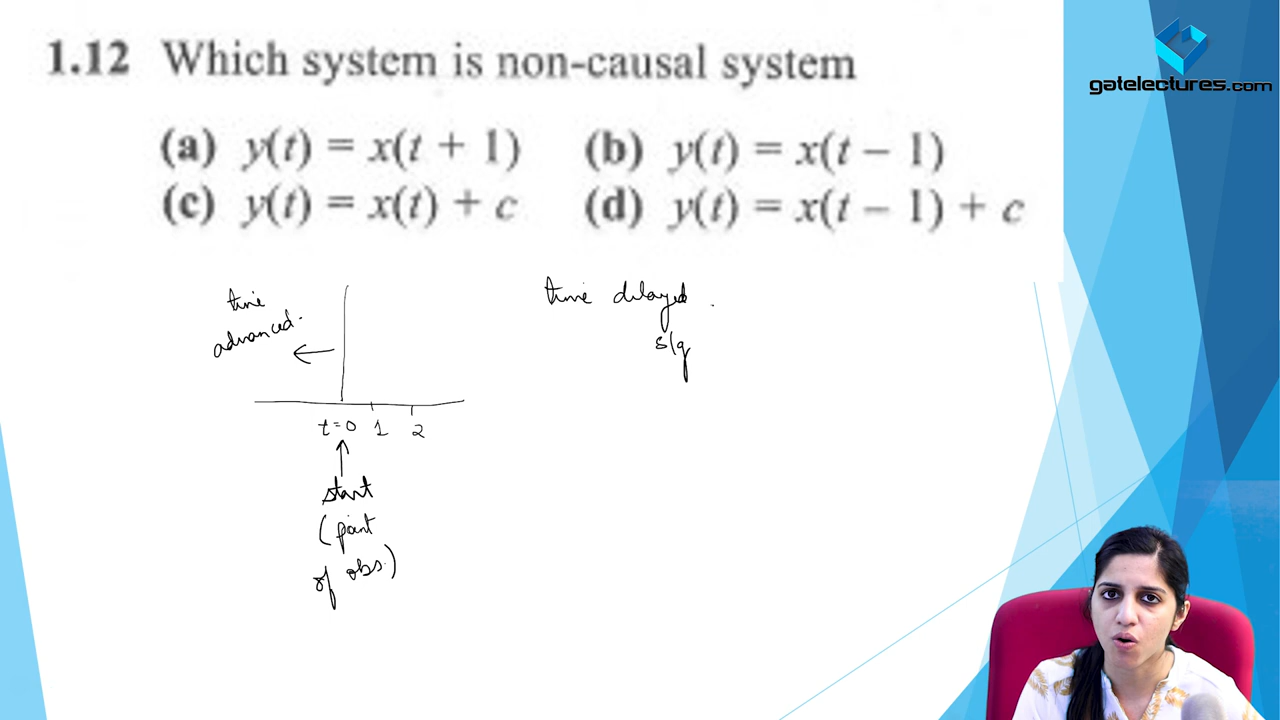 1.12 Which system is non-causal system
gatelectures.com
(a) y(t) = x(t + 1) (b) y(t) = x(t − 1)
(c) y(t) = x(t) + c (d) y(t) = x(t − 1) + c
time
advanced.
time delayed
s/g
t=0 1 2
start
(point
of obs.)